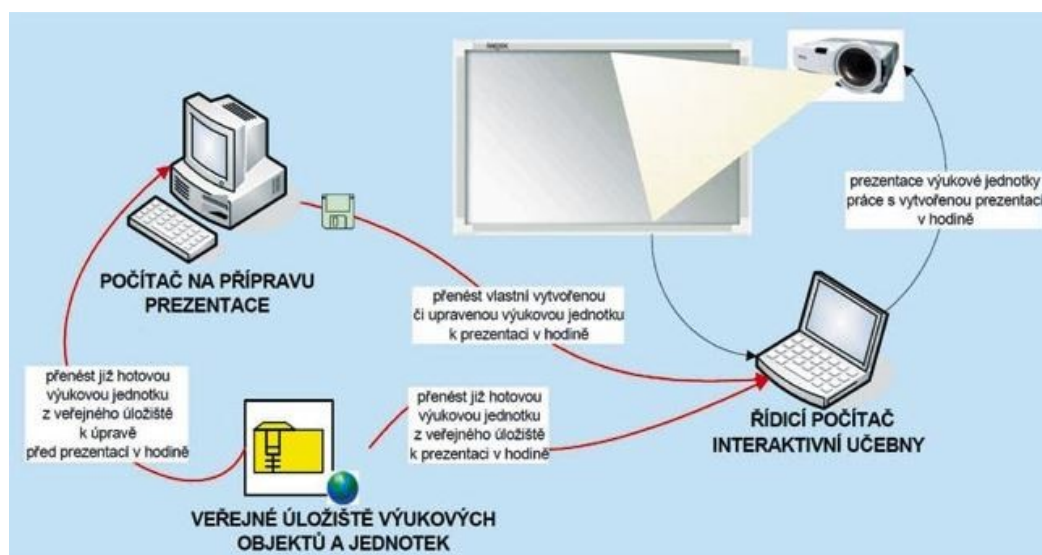 prezentace výukové jednotky
práce s vytvořenou prezentací
v hodině
POČÍTAČ NA PŘÍPRAVU
PREZENTACE
přenést vlastní vytvořenou
či upravenou výukovou jednotku
k prezentaci v hodině
přenést již hotovou
výukovou jednotku
z veřejného úložiště
k úpravě
před prezentací v hodině
přenést již hotovou
výukovou jednotku
z veřejného úložiště
k prezentaci v hodině
ŘÍDICÍ POČÍTAČ
INTERAKTIVNÍ UČEBNY
VEŘEJNÉ ÚLOŽIŠTĚ VÝUKOVÝCH
OBJEKTŮ A JEDNOTEK